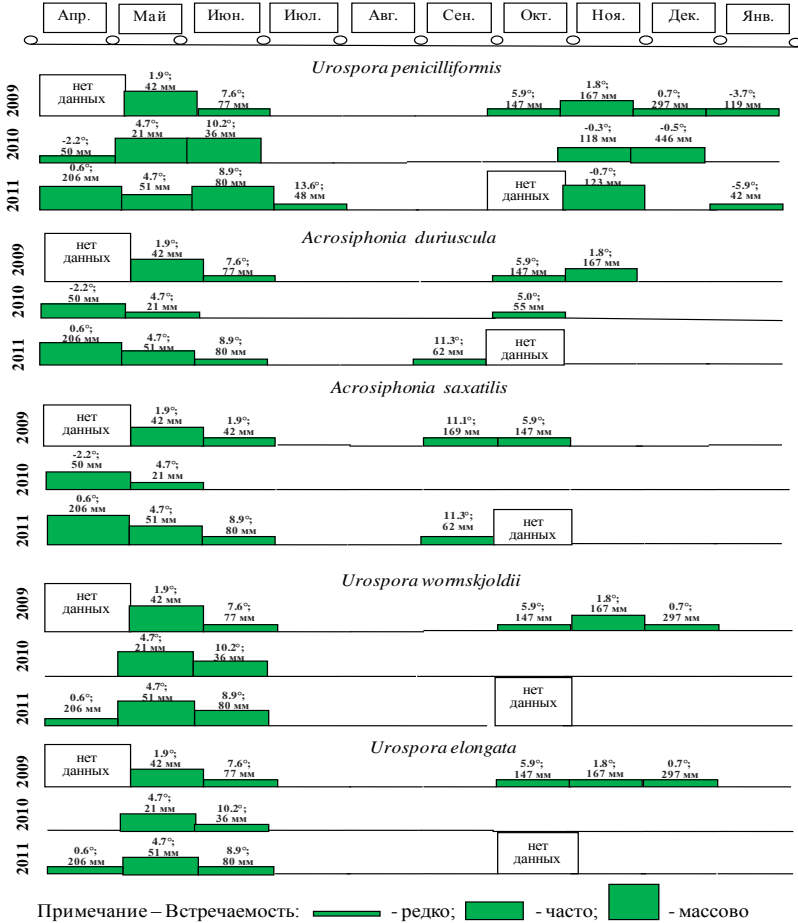 Апр. Май Июн. Июл. Авг. Сен. Окт. Ноя. Дек. Янв.
Urospora penicilliformis
2009
нет
данных
1.9°;
42 мм
7.6°;
77 мм
5.9°;
147 мм
1.8°;
167 мм
0.7°;
297 мм
-3.7°;
119 мм
2010
-2.2°;
50 мм
4.7°;
21 мм
10.2°;
36 мм
-0.3°;
118 мм
-0.5°;
446 мм
2011
0.6°;
206 мм
4.7°;
51 мм
8.9°;
80 мм
13.6°;
48 мм
нет
данных
-0.7°;
123 мм
-5.9°;
42 мм
Acrosiphonia duriuscula
2009
нет
данных
1.9°;
42 мм
7.6°;
77 мм
5.9°;
147 мм
1.8°;
167 мм
2010
-2.2°;
50 мм
4.7°;
21 мм
5.0°;
55 мм
2011
0.6°;
206 мм
4.7°;
51 мм
8.9°;
80 мм
11.3°;
62 мм
нет
данных
Acrosiphonia saxatilis
2009
нет
данных
1.9°;
42 мм
1.9°;
42 мм
11.1°;
169 мм
5.9°;
147 мм
2010
-2.2°;
50 мм
4.7°;
21 мм
2011
0.6°;
206 мм
4.7°;
51 мм
8.9°;
80 мм
11.3°;
62 мм
нет
данных
Urospora wormskjoldii
2009
нет
данных
1.9°;
42 мм
7.6°;
77 мм
5.9°;
147 мм
1.8°;
167 мм
0.7°;
297 мм
2010
4.7°;
21 мм
10.2°;
36 мм
2011
0.6°;
206 мм
4.7°;
51 мм
8.9°;
80 мм
нет
данных
Urospora elongata
2009
нет
данных
1.9°;
42 мм
7.6°;
77 мм
5.9°;
147 мм
1.8°;
167 мм
0.7°;
297 мм
2010
4.7°;
21 мм
10.2°;
36 мм
2011
0.6°;
206 мм
4.7°;
51 мм
8.9°;
80 мм
нет
данных
Примечание – Встречаемость: - редко; - часто; - массово